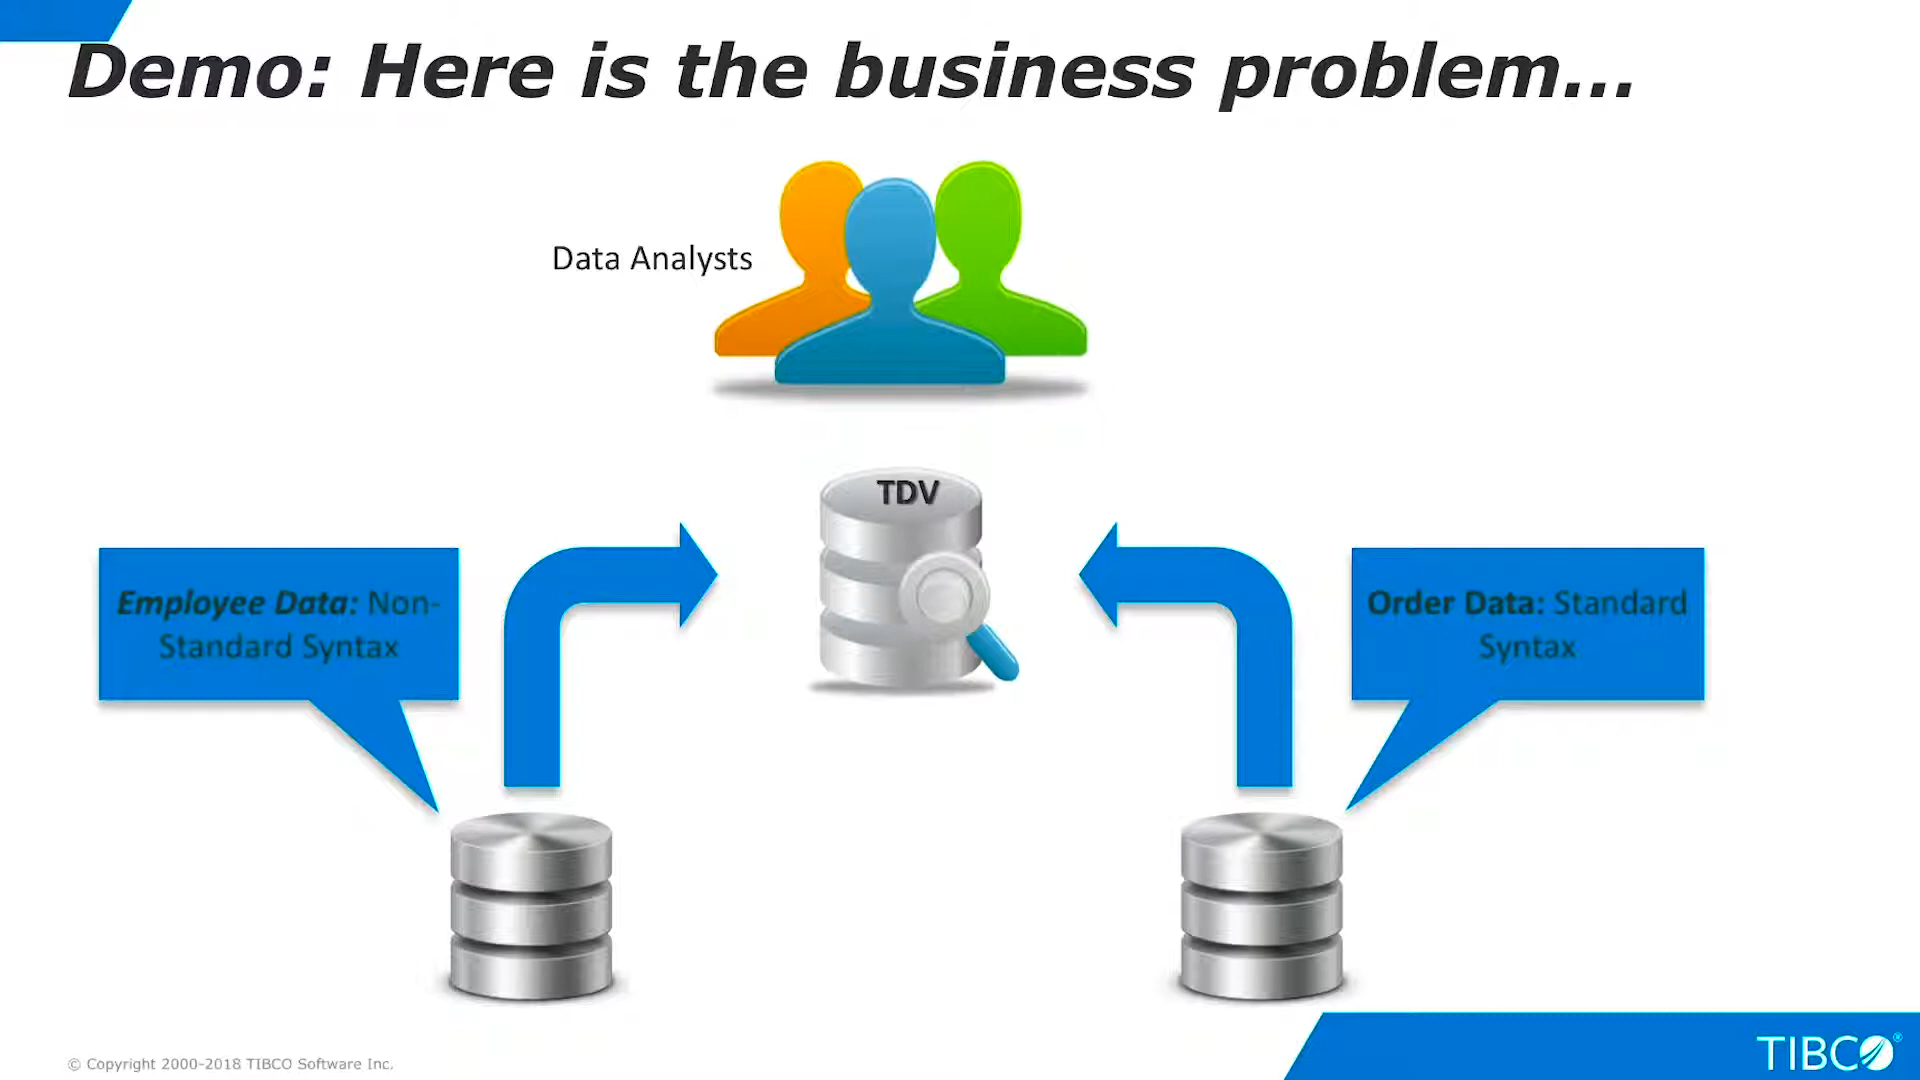 Demo: Here is the business problem...
Data Analysts
TDV
Employee Data: Non-
Standard Syntax
Order Data: Standard
Syntax
© Copyright 2000-2018 TIBCO Software Inc.
TIBCO®